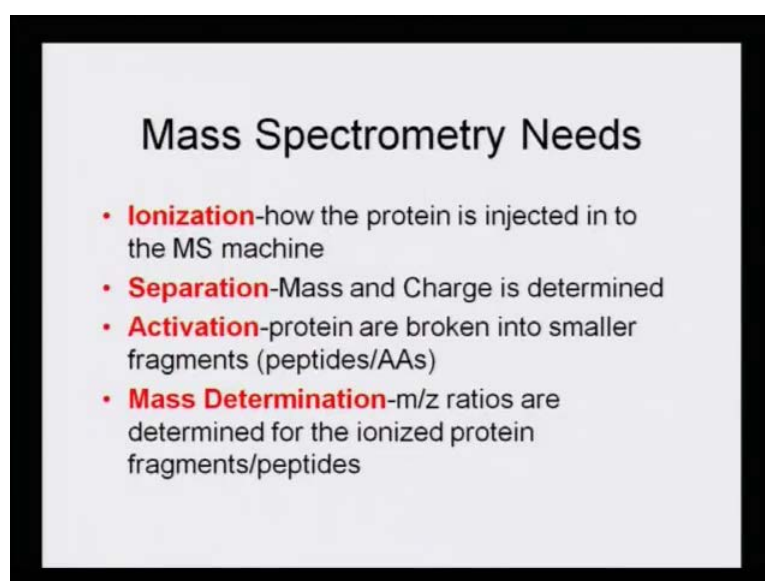 Mass Spectrometry Needs
• Ionization-how the protein is injected in to
the MS machine
• Separation-Mass and Charge is determined
• Activation-protein are broken into smaller
fragments (peptides/AAs)
• Mass Determination-m/z ratios are
determined for the ionized protein
fragments/peptides